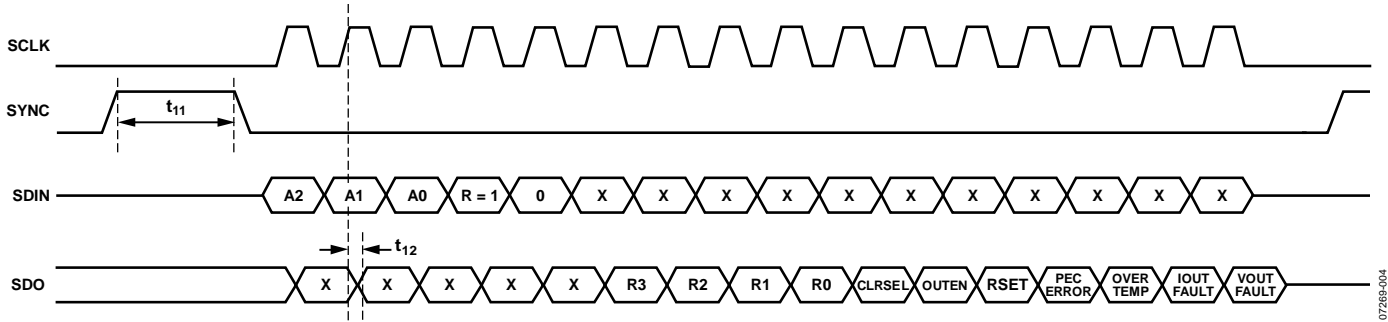 SCLK
SYNC
t11
SDIN A2 A1 A0 R = 1 0 X X X X X X X X X X X
t12
SDO X X X X X R3 R2 R1 R0 CLRSEL OUTEN RSET PEC ERROR OVER TEMP IOUT FAULT VOUT FAULT
07269-004